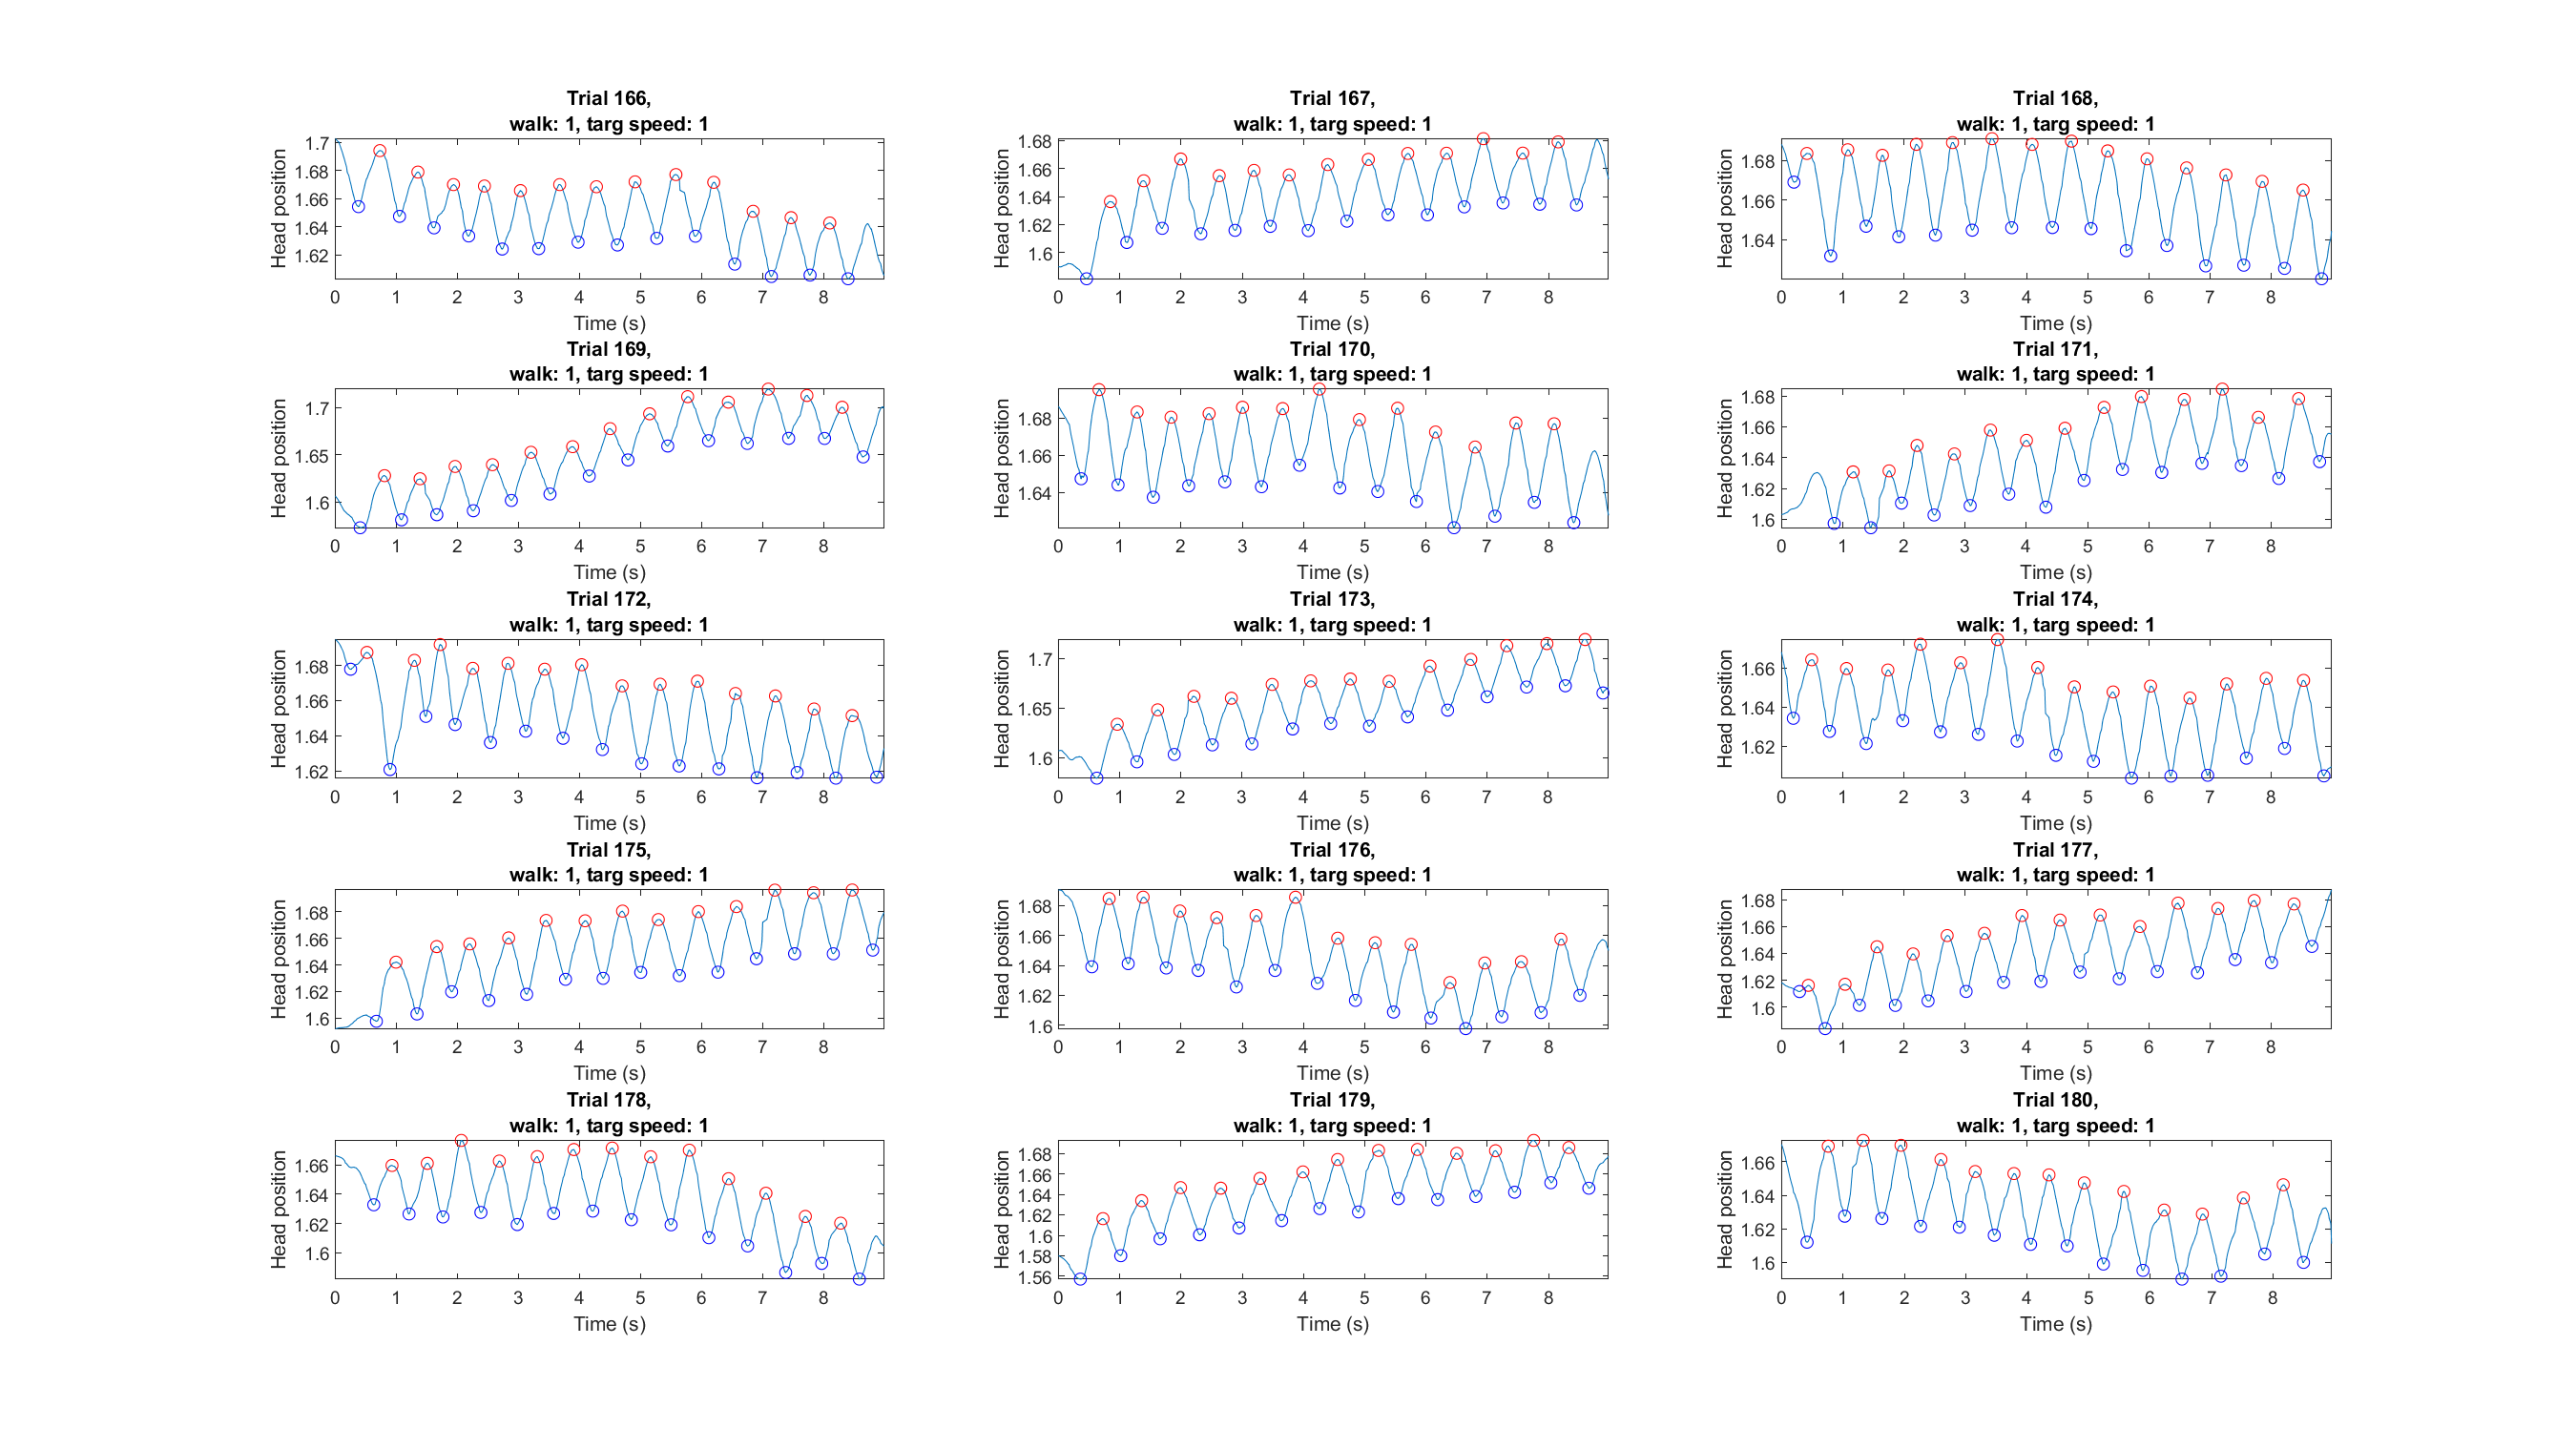 Trial 166,
walk: 1, targ speed: 1
Head position
1.7
1.68
1.66
1.64
1.62
0 1 2 3 4 5 6 7 8
Time (s)
Trial 167,
walk: 1, targ speed: 1
Head position
1.68
1.66
1.64
1.62
1.6
0 1 2 3 4 5 6 7 8
Time (s)
Trial 168,
walk: 1, targ speed: 1
Head position
1.68
1.66
1.64
0 1 2 3 4 5 6 7 8
Time (s)
Trial 169,
walk: 1, targ speed: 1
Head position
1.7
1.65
1.6
0 1 2 3 4 5 6 7 8
Time (s)
Trial 170,
walk: 1, targ speed: 1
Head position
1.68
1.66
1.64
0 1 2 3 4 5 6 7 8
Time (s)
Trial 171,
walk: 1, targ speed: 1
Head position
1.68
1.66
1.64
1.62
1.6
0 1 2 3 4 5 6 7 8
Time (s)
Trial 172,
walk: 1, targ speed: 1
Head position
1.68
1.66
1.64
1.62
0 1 2 3 4 5 6 7 8
Time (s)
Trial 173,
walk: 1, targ speed: 1
Head position
1.7
1.65
1.6
0 1 2 3 4 5 6 7 8
Time (s)
Trial 174,
walk: 1, targ speed: 1
Head position
1.66
1.64
1.62
0 1 2 3 4 5 6 7 8
Time (s)
Trial 175,
walk: 1, targ speed: 1
Head position
1.68
1.66
1.64
1.62
1.6
0 1 2 3 4 5 6 7 8
Time (s)
Trial 176,
walk: 1, targ speed: 1
Head position
1.68
1.66
1.64
1.62
1.6
0 1 2 3 4 5 6 7 8
Time (s)
Trial 177,
walk: 1, targ speed: 1
Head position
1.68
1.66
1.64
1.62
1.6
0 1 2 3 4 5 6 7 8
Time (s)
Trial 178,
walk: 1, targ speed: 1
Head position
1.66
1.64
1.62
1.6
0 1 2 3 4 5 6 7 8
Time (s)
Trial 179,
walk: 1, targ speed: 1
Head position
1.68
1.66
1.64
1.62
1.6
1.58
1.56
0 1 2 3 4 5 6 7 8
Time (s)
Trial 180,
walk: 1, targ speed: 1
Head position
1.66
1.64
1.62
1.6
0 1 2 3 4 5 6 7 8
Time (s)